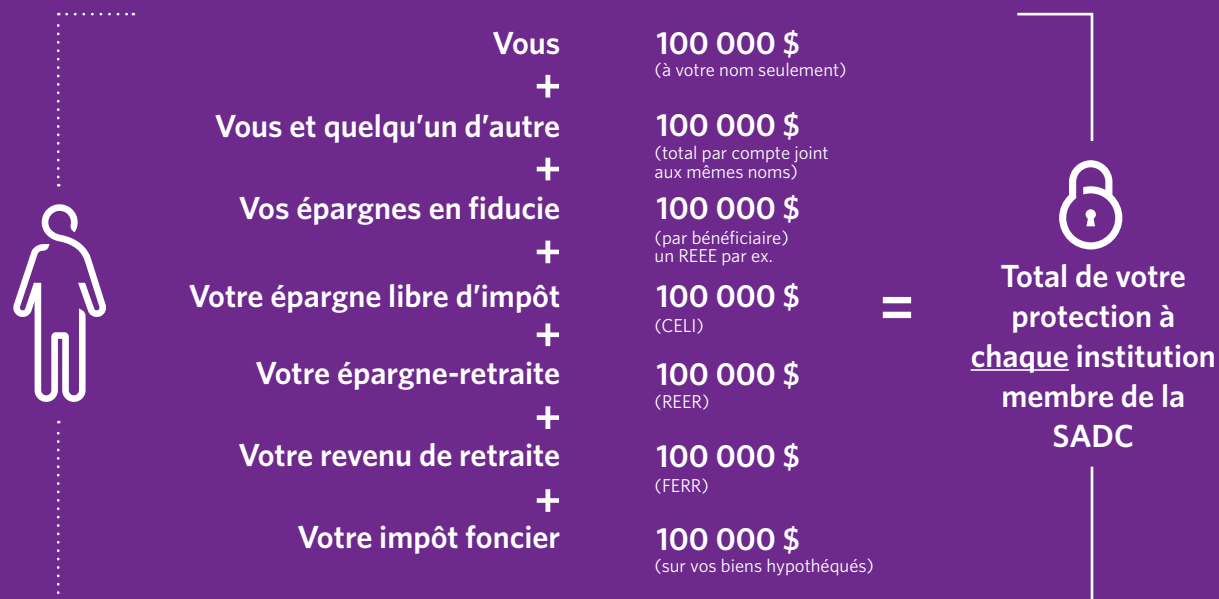 Vous
100 000 $
(à votre nom seulement)
+
Vous et quelqu’un d’autre
100 000 $
(total par compte joint
aux mêmes noms)
+
Vos épargnes en fiducie
100 000 $
(par bénéficiaire)
un REEE par ex.
+
Votre épargne libre d’impôt
100 000 $
(CELI)
+
Votre épargne-retraite
100 000 $
(REER)
+
Votre revenu de retraite
100 000 $
(FERR)
+
Votre impôt foncier
100 000 $
(sur vos biens hypothéqués)
=
Total de votre
protection à
chaque institution
membre de la
SADC